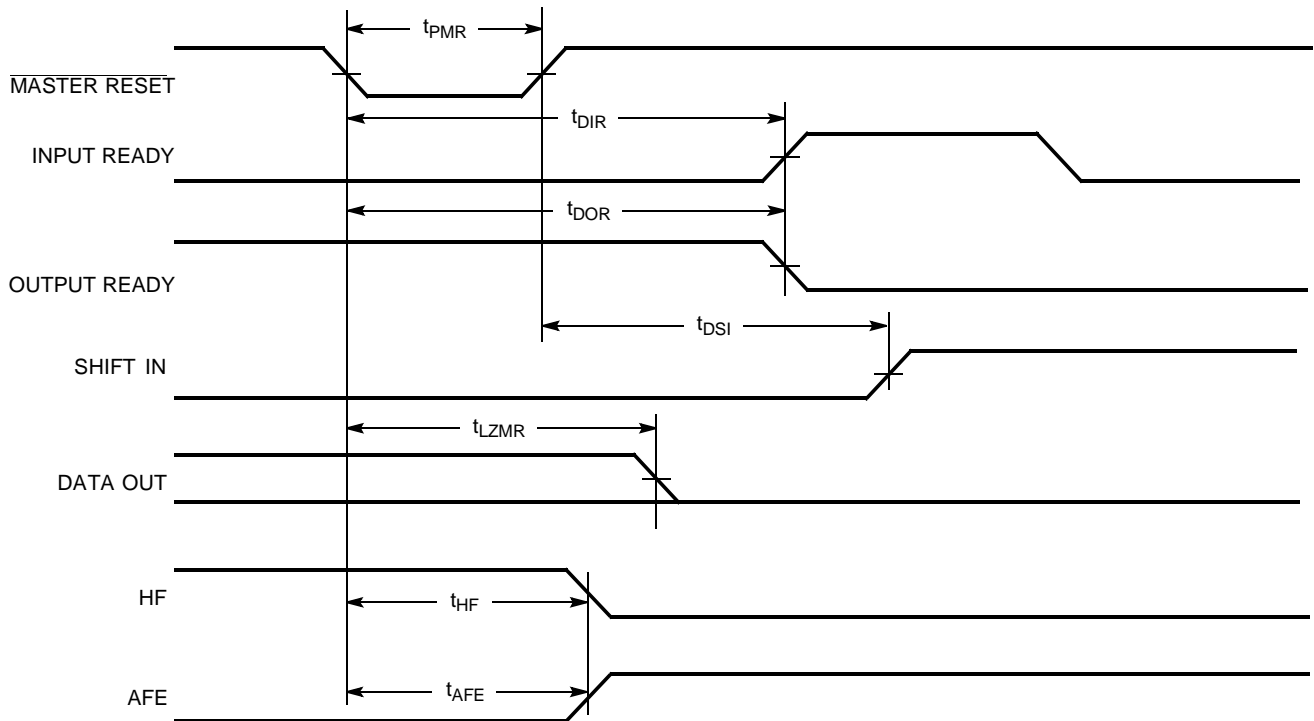 tPMR
MASTER RESET
tDIR
INPUT READY
tDOR
OUTPUT READY
tDSI
SHIFT IN
tLZMR
DATA OUT
HF
tHF
AFE
tAFE